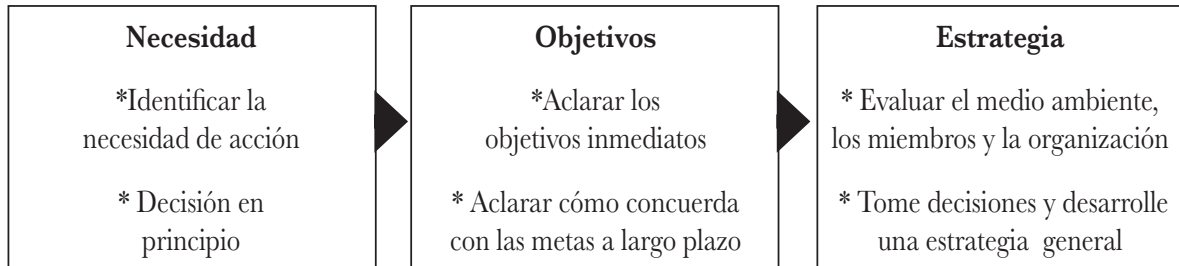 Necesidad
*Identificar la
necesidad de acción
* Decisión en
principio
Objetivos
*Aclarar los
objetivos inmediatos
* Aclarar cómo concuerda
con las metas a largo plazo
Estrategia
* Evaluar el medio ambiente,
los miembros y la organización
* Tome decisiones y desarrolle
una estrategia general